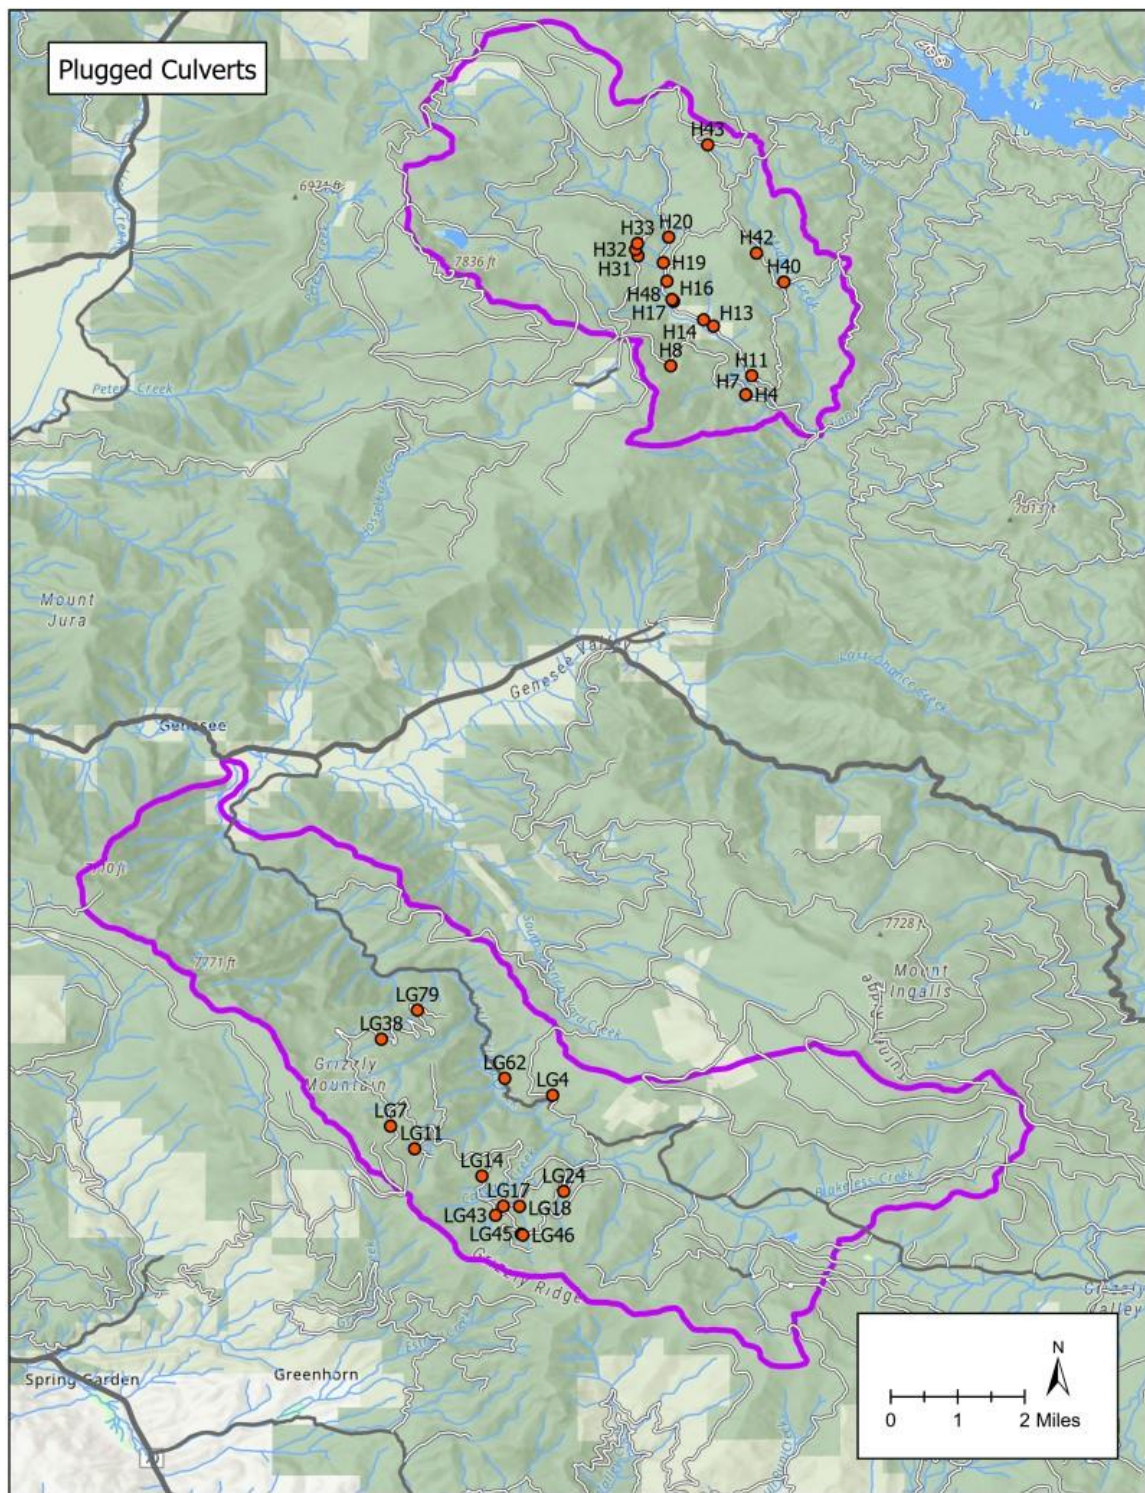 Plugged Culverts
H43
6971 ft
H33
H20
H42
H32
7836 ft
H31
H19
H40
Creek
H16
H48
H17
H13
H14
H8
H11
Peters Creek
H7
H4
7013 ft
Mount
Jura
Genesee Valley
Last Chance Creek
Genesee
7771 ft
7728 ft
Mount
Ingalls
LG79
LG38
Grizzly
Mountain
LG62
LG4
LG7
LG11
LG14
LG24
LG17
LG18
LG43
LG45
LG46
Grizzly Ridge
Grizzly
Valley
Spring Garden
Greenhorn
N
0 1 2 Miles